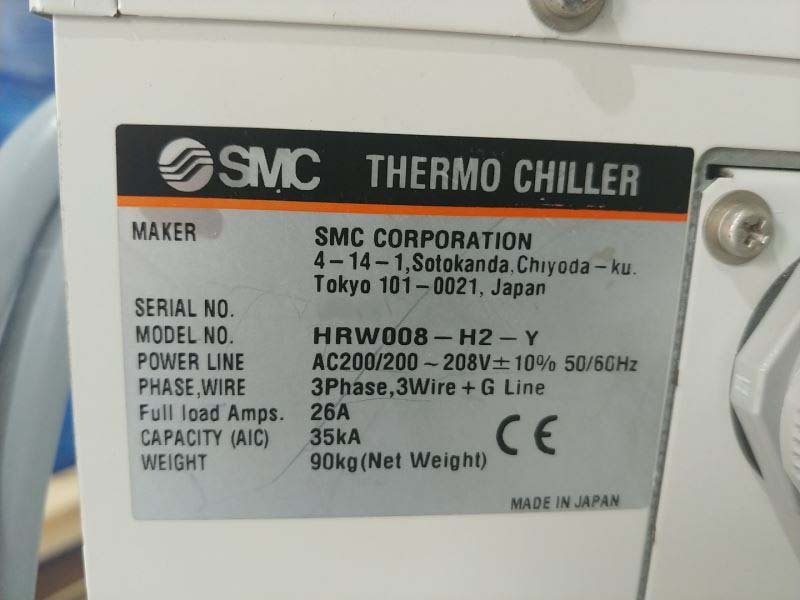 SMC THERMO CHILLER
MAKER SMC CORPORATION
4-14-1,Sotokanda,Chiyoda-ku.
Tokyo 101-0021, Japan
SERIAL NO.
MODEL NO. HRW008-H2-Y
POWER LINE AC200/200~208V±10% 50/60Hz
PHASE,WIRE 3Phase,3Wire+G Line
Full load Amps. 26A
CAPACITY (AIC) 35kA
WEIGHT 90kg(Net Weight)
CE
MADE IN JAPAN